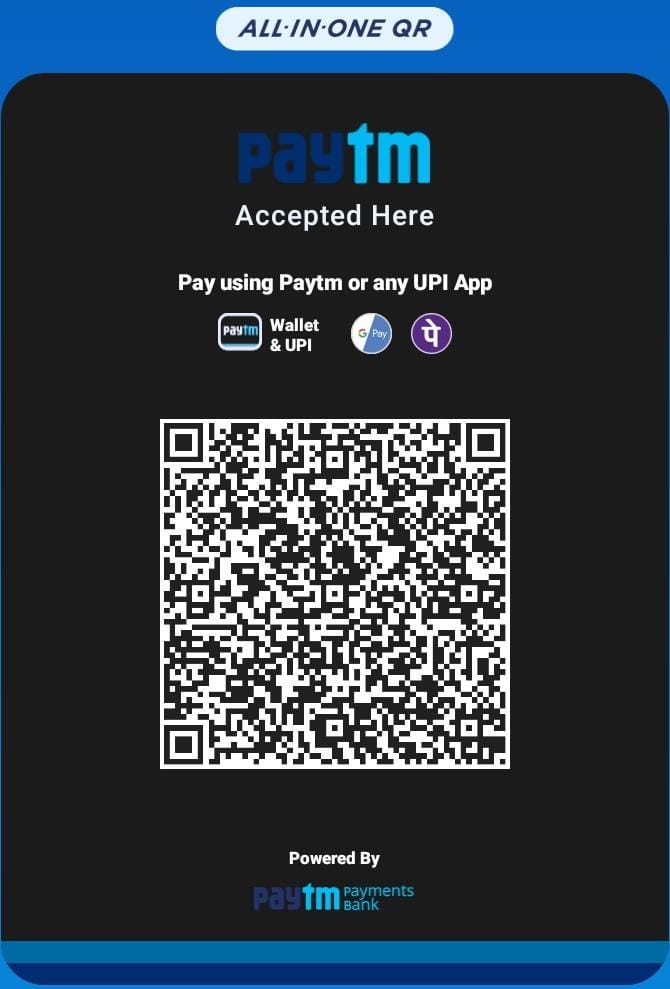 ALL·IN·ONE QR
paytm
Accepted Here
Pay using Paytm or any UPI App
paytm Wallet & UPI G Pay पे
Powered By
paytm Payments Bank